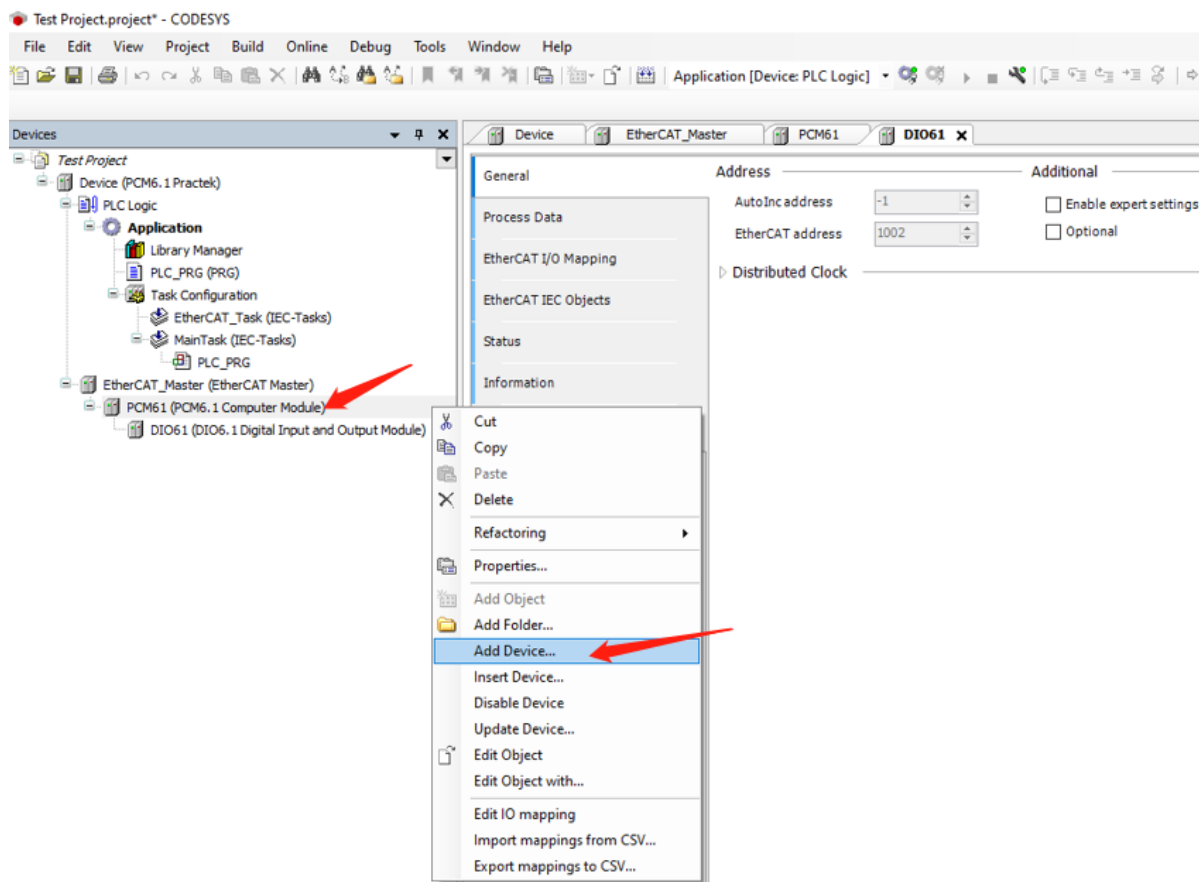 Test Project.project* - CODESYS
File Edit View Project Build Online Debug Tools Window Help
Application [Device: PLC Logic]
Devices
Test Project
Device (PCM6.1 Practek)
PLC Logic
Application
Library Manager
PLC_PRG (PRG)
Task Configuration
EtherCAT_Task (IEC-Tasks)
MainTask (IEC-Tasks)
PLC_PRG
EtherCAT_Master (EtherCAT Master)
PCM61 (PCM6.1 Computer Module)
DIO61 (DIO6.1 Digital Input and Output Module)
Device EtherCAT_Master PCM61 DIO61
General
Process Data
EtherCAT I/O Mapping
EtherCAT IEC Objects
Status
Information
Address
AutoInc address -1
EtherCAT address 1002
Distributed Clock
Additional
Enable expert settings
Optional
Cut
Copy
Paste
Delete
Refactoring
Properties...
Add Object
Add Folder...
Add Device...
Insert Device...
Disable Device
Update Device...
Edit Object
Edit Object with...
Edit IO mapping
Import mappings from CSV...
Export mappings to CSV...